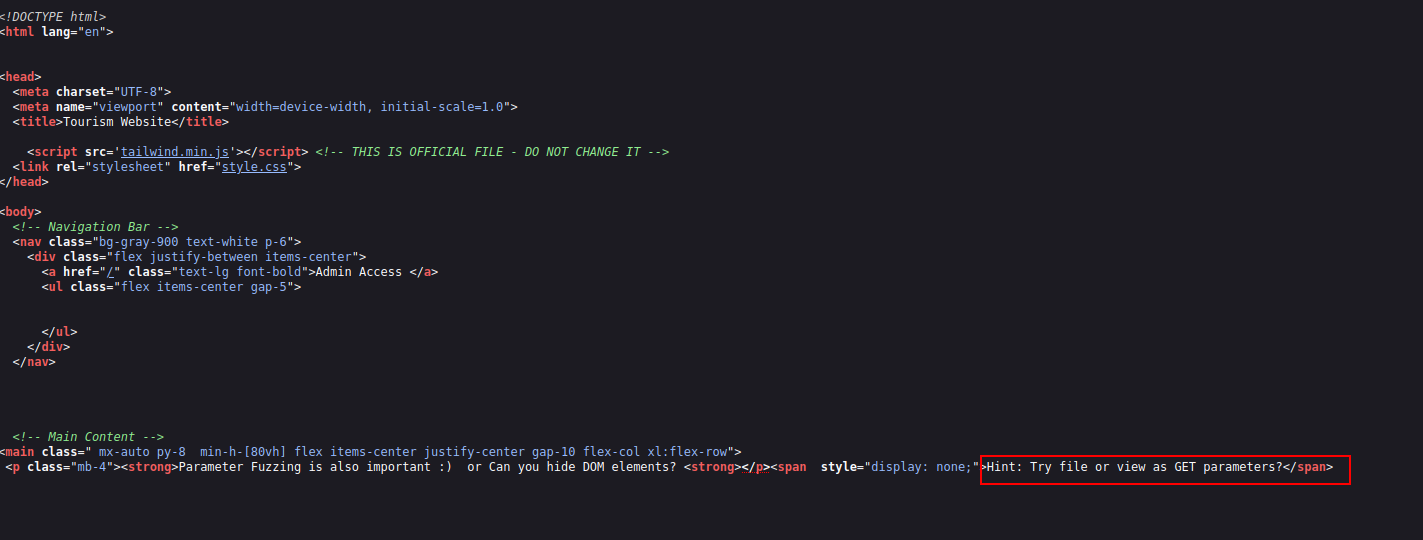 <!DOCTYPE html>
<html lang="en">
<head>
<meta charset="UTF-8">
<meta name="viewport" content="width=device-width, initial-scale=1.0">
<title>Tourism Website</title>
<script src='tailwind.min.js'></script> <!-- THIS IS OFFICIAL FILE - DO NOT CHANGE IT -->
<link rel="stylesheet" href="style.css">
</head>
<body>
<!-- Navigation Bar -->
<nav class="bg-gray-900 text-white p-6">
<div class="flex justify-between items-center">
<a href="/" class="text-lg font-bold">Admin Access </a>
<ul class="flex items-center gap-5">
</ul>
</div>
</nav>
<!-- Main Content -->
<main class=" mx-auto py-8  min-h-[80vh] flex items-center justify-center gap-10 flex-col xl:flex-row">
<p class="mb-4"><strong>Parameter Fuzzing is also important :)  or Can you hide DOM elements? <strong></p><span  style="display: none;">Hint: Try file or view as GET parameters?</span>